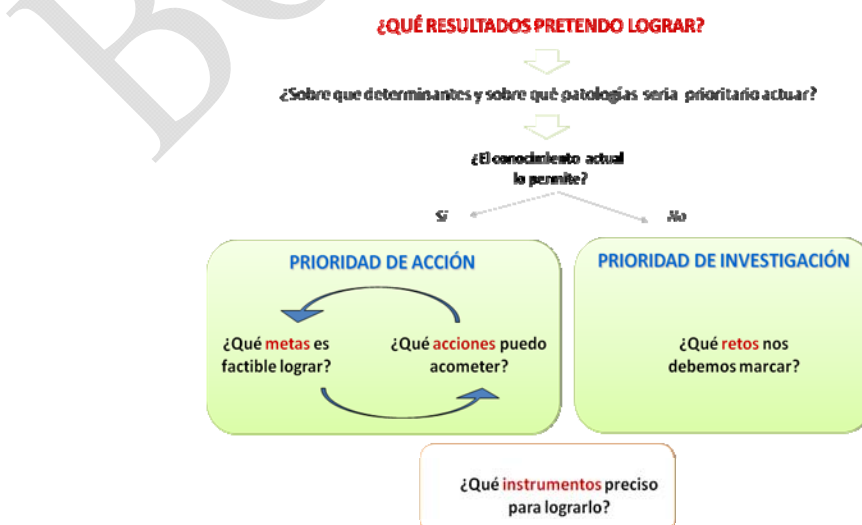 ¿QUÉ RESULTADOS PRETENDO LOGRAR?
¿Sobre que determinantes y sobre qué patologías seria prioritario actuar?
¿El conocimiento actual
lo permite?
Sí
No
PRIORIDAD DE ACCIÓN
PRIORIDAD DE INVESTIGACIÓN
¿Qué metas es
factible lograr?
¿Qué acciones puedo
acometer?
¿Qué retos nos
debemos marcar?
¿Qué instrumentos preciso
para lograrlo?